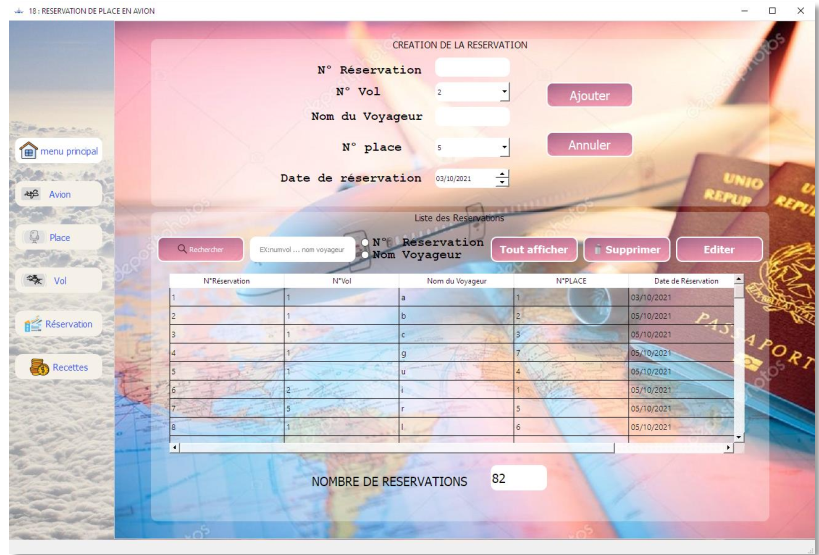 18 : RESERVATION DE PLACE EN AVION
menu principal
Avion
Place
Vol
Réservation
Recettes
CREATION DE LA RESERVATION
N° Réservation
N° Vol 2
Nom du Voyageur
N° place 5
Date de réservation 03/10/2021
Ajouter
Annuler
Liste des Reservations
Rechercher EX:numvol ... nom voyageur N° Reservation
Nom Voyageur Tout afficher Supprimer Editer
N°Réservation N°Vol Nom du Voyageur N°PLACE Date de Réservation
1 1 a 1 03/10/2021
2 1 b 2 05/10/2021
3 1 c 3 05/10/2021
4 1 g 7 05/10/2021
5 1 u 4 05/10/2021
6 2 i 1 05/10/2021
7 5 r 5 05/10/2021
8 1 l. 6 05/10/2021
NOMBRE DE RESERVATIONS 82
UNIO
REPUP
PASSAPORT
depositphotos